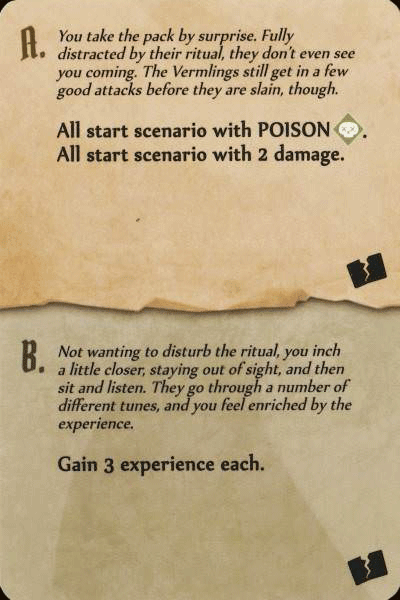 A. You take the pack by surprise. Fully
distracted by their ritual, they don't even see
you coming. The Vermlings still get in a few
good attacks before they are slain, though.
All start scenario with POISON.
All start scenario with 2 damage.
B. Not wanting to disturb the ritual, you inch
a little closer, staying out of sight, and then
sit and listen. They go through a number of
different tunes, and you feel enriched by the
experience.
Gain 3 experience each.